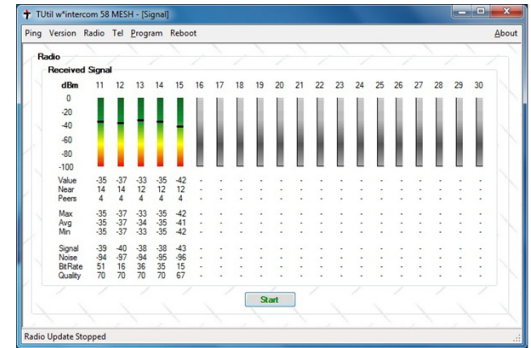 TUtil w*intercom 58 MESH - [Signal]
Ping Version Radio Tel Program Reboot About
Radio
Received Signal
dBm 11 12 13 14 15 16 17 18 19 20 21 22 23 24 25 26 27 28 29 30
0
-20
-40
-60
-80
-100
Value -35 -37 -33 -35 -42 - - - - - - - - - - - - - - -
Near 14 14 12 12 12 - - - - - - - - - - - - - - -
Peers 4 4 4 4 4 - - - - - - - - - - - - - - -
Max -35 -37 -33 -35 -42 - - - - - - - - - - - - - - -
Avg -35 -37 -34 -35 -41 - - - - - - - - - - - - - - -
Min -35 -37 -33 -35 -42 - - - - - - - - - - - - - - -
Signal -39 -40 -38 -38 -43 - - - - - - - - - - - - - - -
Noise -94 -97 -94 -95 -96 - - - - - - - - - - - - - - -
BitRate 51 16 36 35 15 - - - - - - - - - - - - - - -
Quality 70 70 70 70 67 - - - - - - - - - - - - - - -
Start
Radio Update Stopped